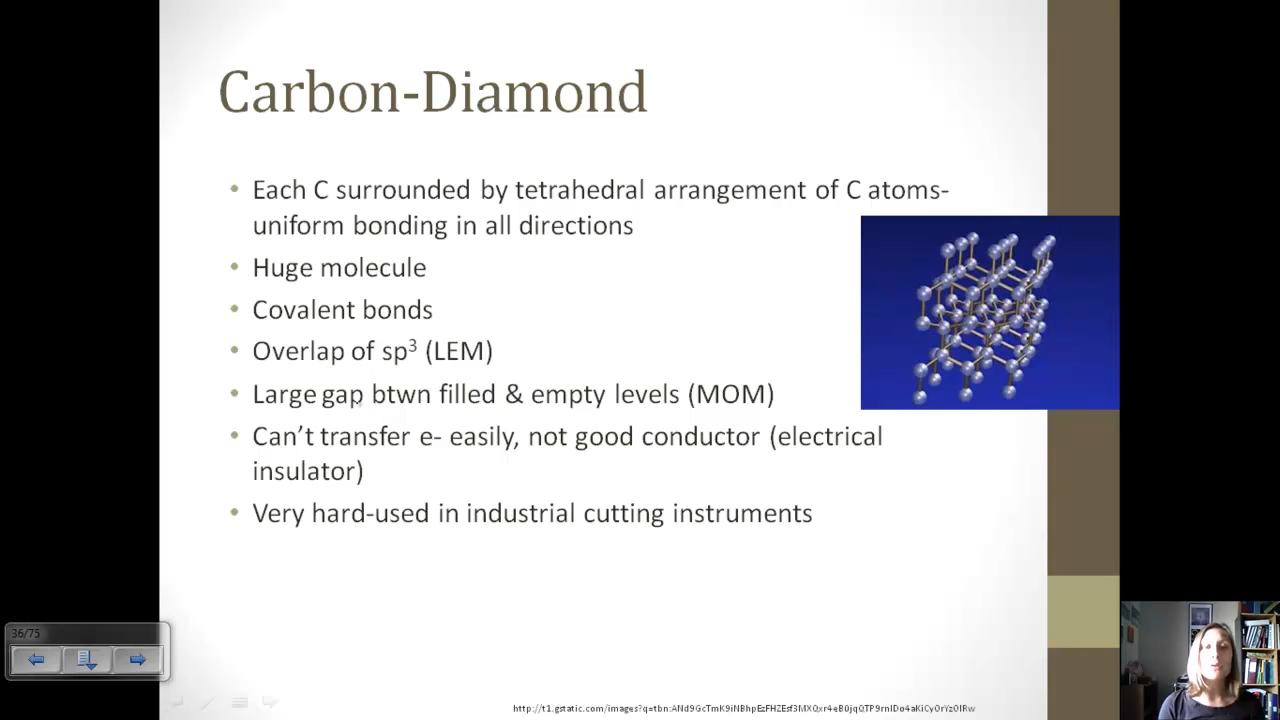 Carbon-Diamond
• Each C surrounded by tetrahedral arrangement of C atoms-
uniform bonding in all directions
• Huge molecule
• Covalent bonds
• Overlap of sp³ (LEM)
• Large gap btwn filled & empty levels (MOM)
• Can't transfer e- easily, not good conductor (electrical
insulator)
• Very hard-used in industrial cutting instruments
36/75